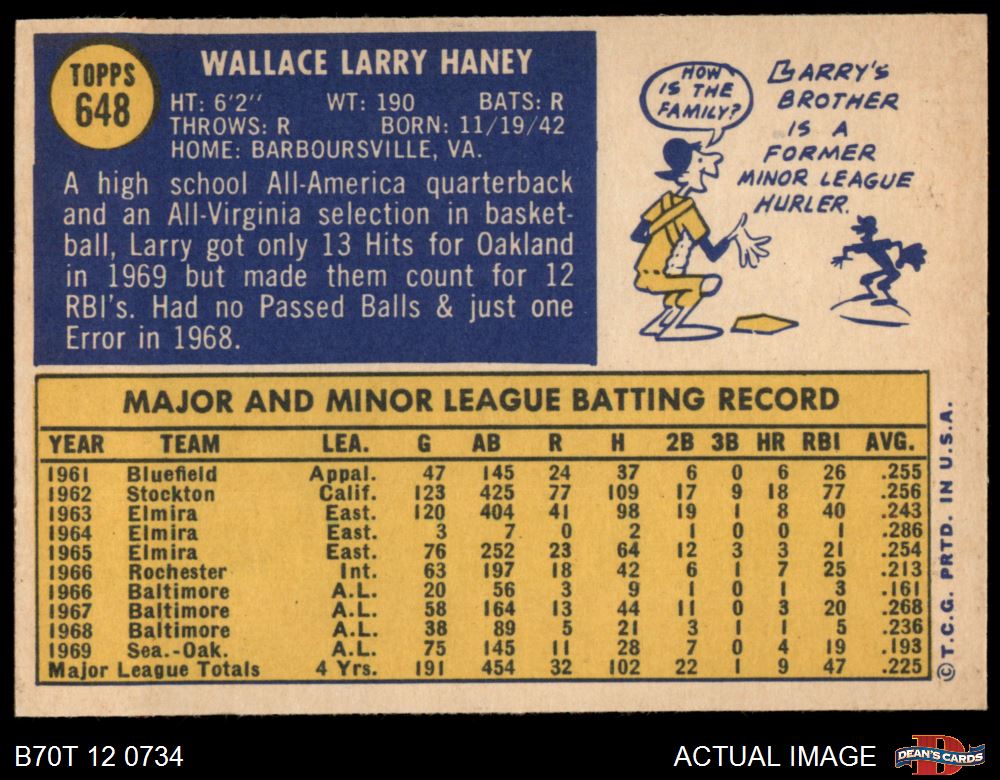 TOPPS
648
WALLACE LARRY HANEY
HT: 6'2" WT: 190 BATS: R
THROWS: R BORN: 11/19/42
HOME: BARBOURSVILLE, VA.
A high school All-America quarterback
and an All-Virginia selection in basket-
ball, Larry got only 13 Hits for Oakland
in 1969 but made them count for 12
RBI's. Had no Passed Balls & just one
Error in 1968.
HOW
IS THE
FAMILY?
LARRY'S
BROTHER
IS A
FORMER
MINOR LEAGUE
HURLER.
MAJOR AND MINOR LEAGUE BATTING RECORD
YEAR TEAM LEA. G AB R H 2B 3B HR RBI AVG.
1961 Bluefield Appal. 47 145 24 37 6 0 6 26 .255
1962 Stockton Calif. 123 425 77 109 17 9 18 77 .256
1963 Elmira East. 120 404 41 98 19 1 8 40 .243
1964 Elmira East. 3 7 0 2 1 0 0 1 .286
1965 Elmira East. 76 252 23 64 12 3 3 21 .254
1966 Rochester Int. 63 197 18 42 6 1 7 25 .213
1966 Baltimore A.L. 20 56 3 9 1 0 1 3 .161
1967 Baltimore A.L. 58 164 13 44 11 0 3 20 .268
1968 Baltimore A.L. 38 89 5 21 3 1 1 5 .236
1969 Sea.-Oak. A.L. 75 145 11 28 7 0 4 19 .193
Major League Totals 4 Yrs. 191 454 32 102 22 1 9 47 .225
© T.C.G. PRTD. IN U.S.A.
B70T 12 0734
ACTUAL IMAGE
DEAN'S CARDS